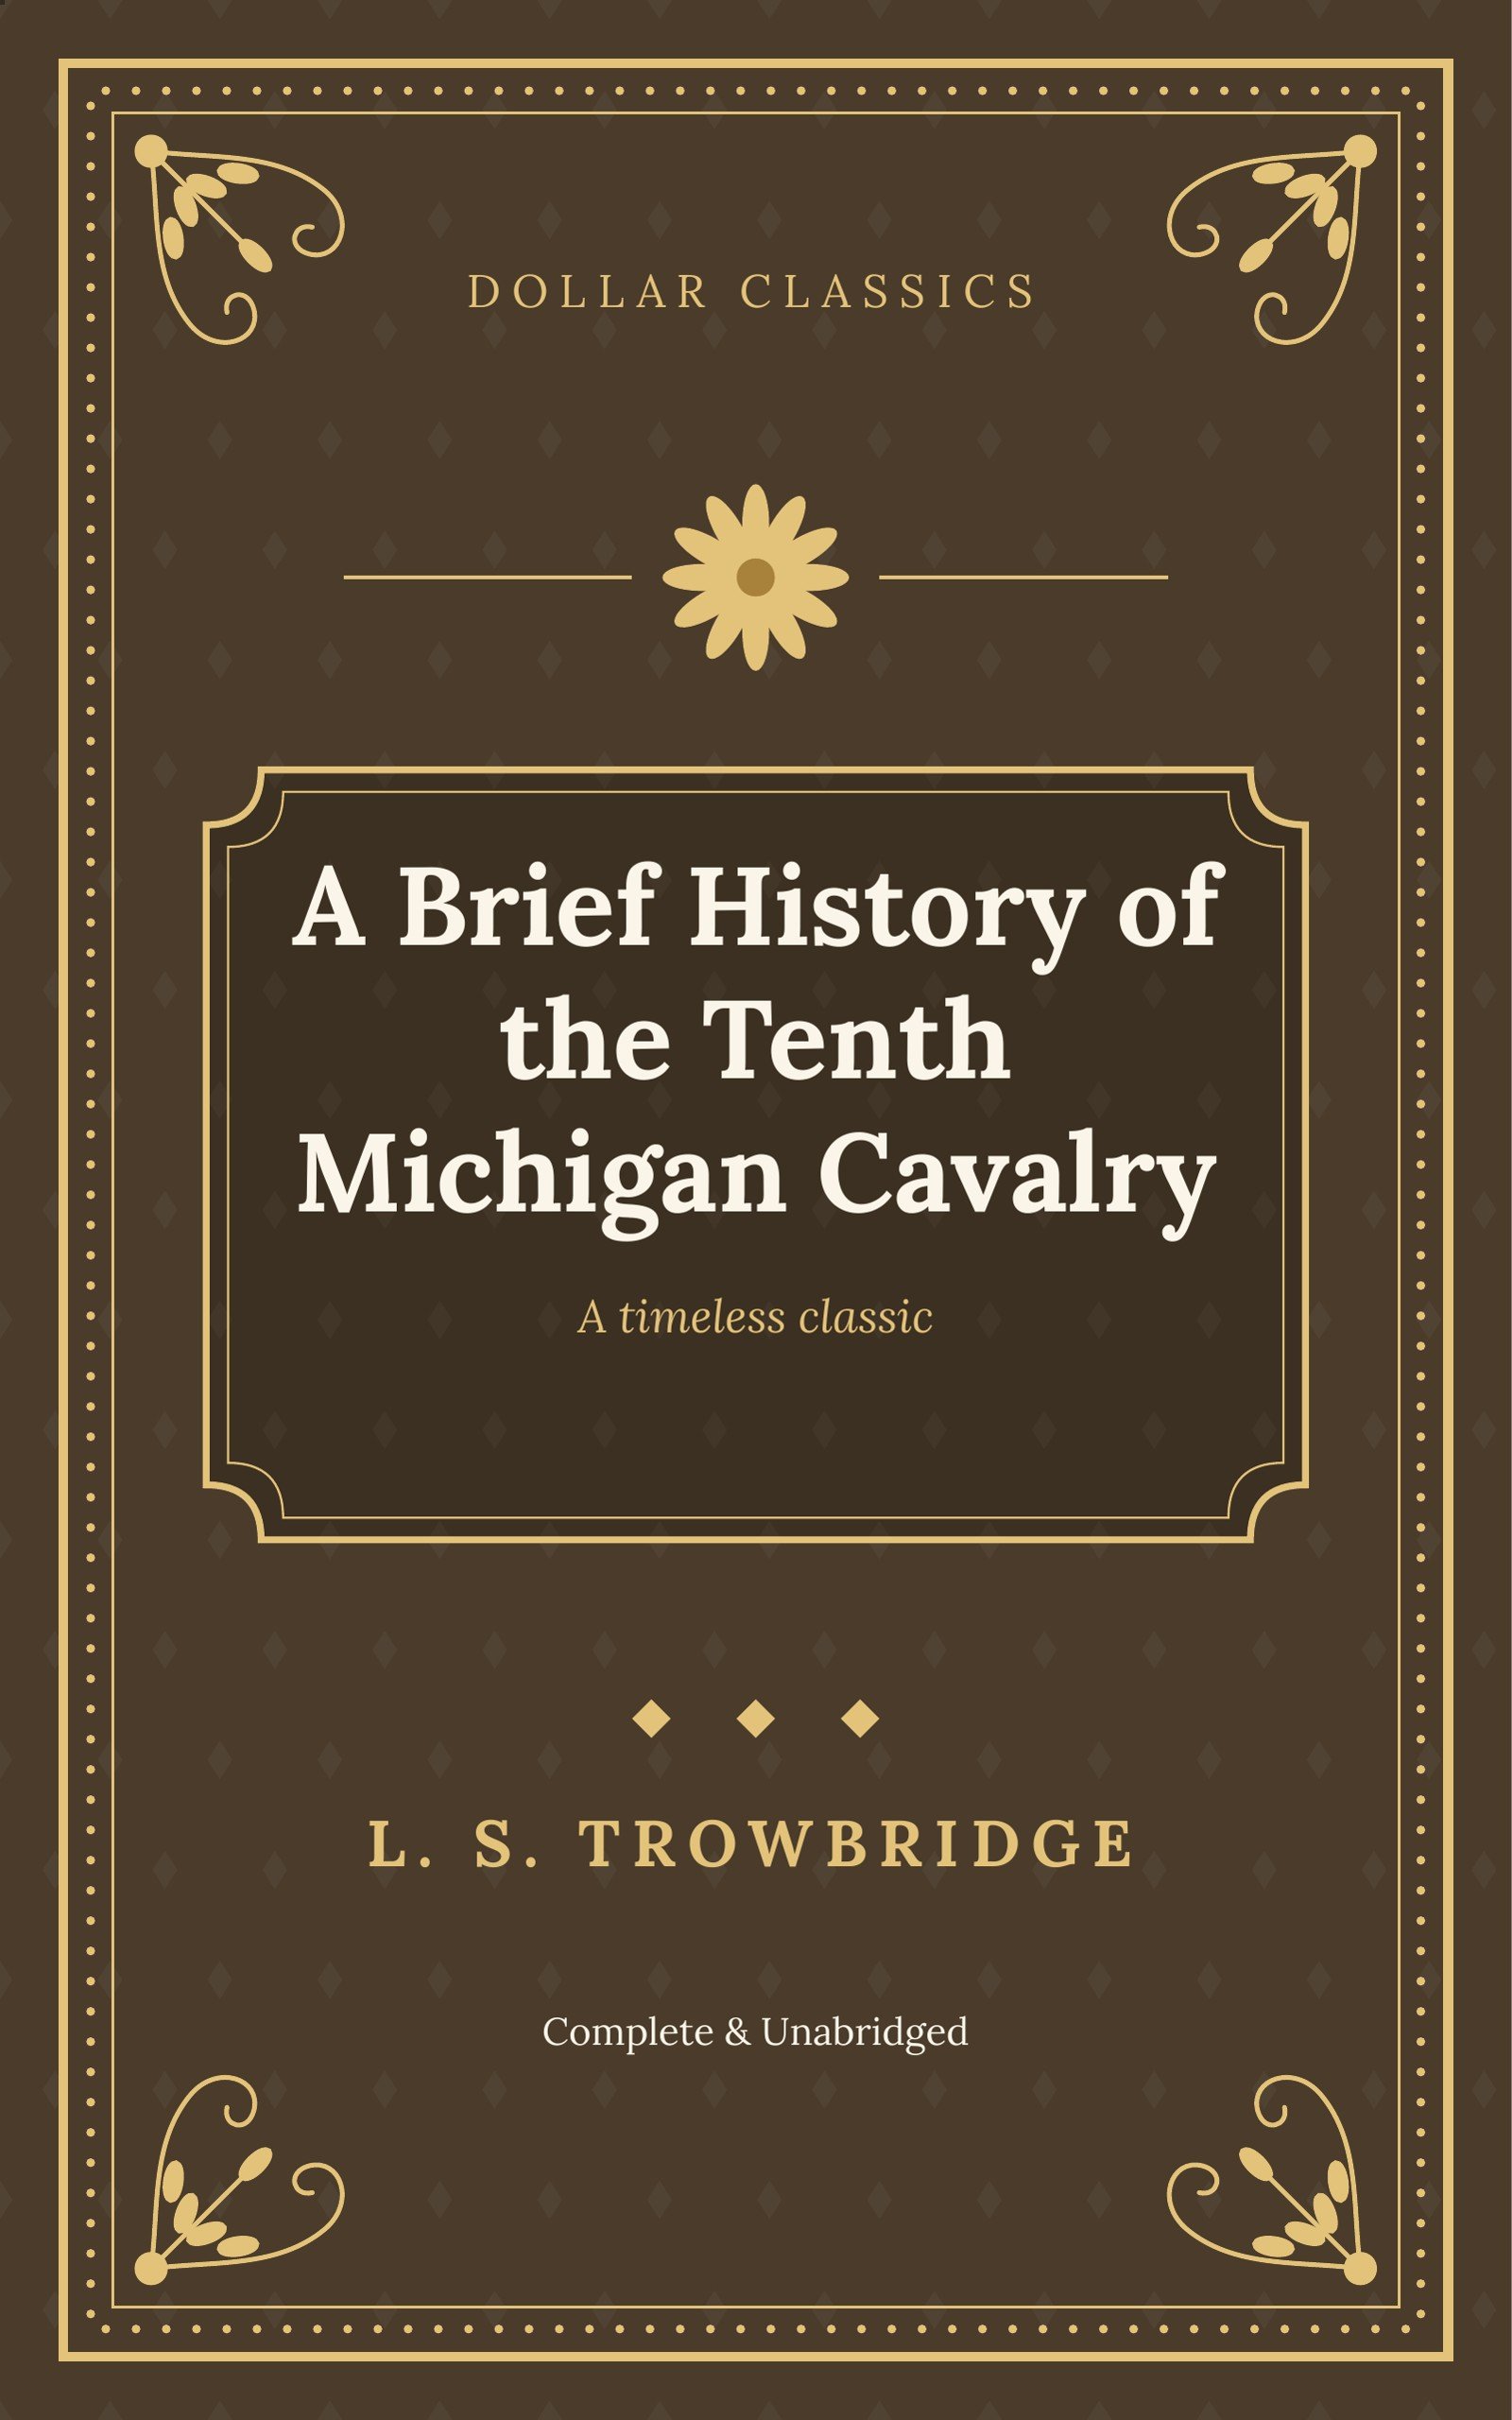 DOLLAR CLASSICS
A Brief History of
the Tenth
Michigan Cavalry
A timeless classic
L. S. TROWBRIDGE
Complete & Unabridged